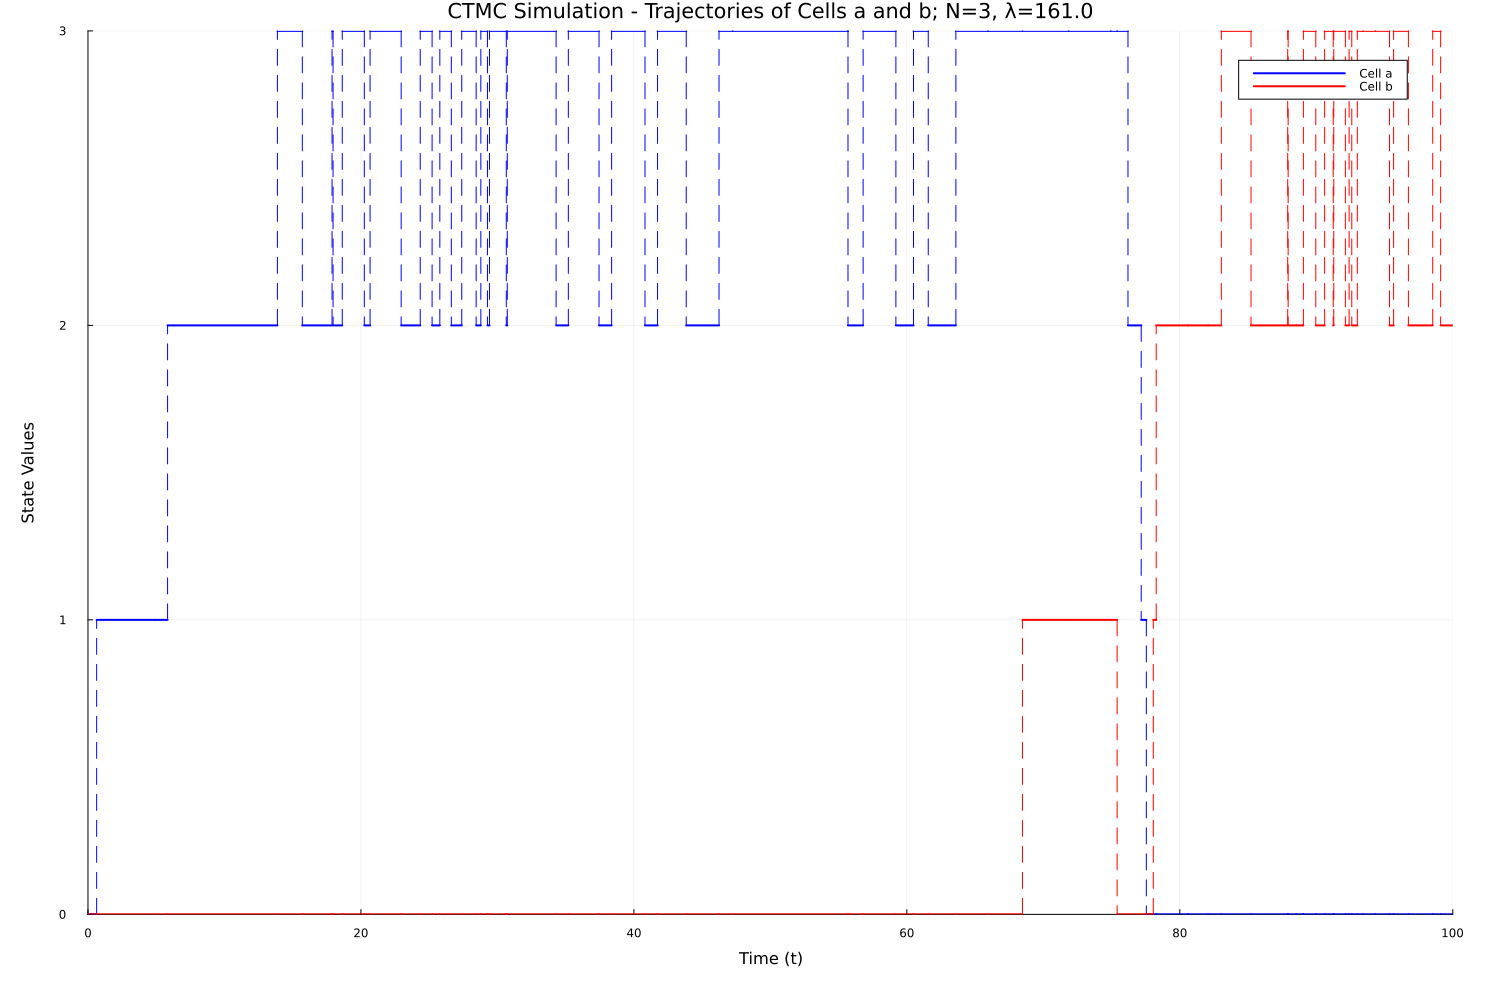 CTMC Simulation - Trajectories of Cells a and b; N=3, λ=161.0
3
Cell a
Cell b
2
State Values
1
0
0 20 40 60 80 100
Time (t)